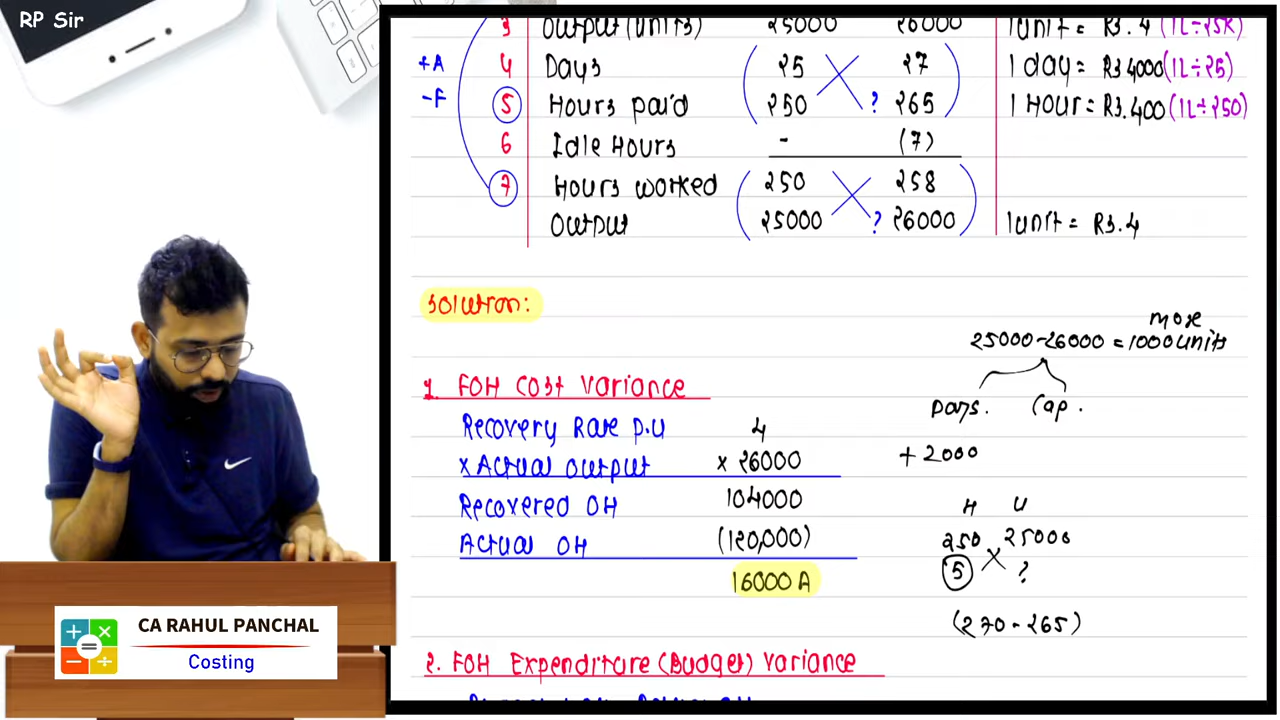 RP Sir
3 Output (units) 25000 26000 1 unit = Rs. 4 (1L÷25K)
+A 4 Days 25 27 1 day = Rs 4000 (1L÷25)
-F 5 Hours paid 250 ? 265 1 Hour = Rs. 400 (1L÷250)
6 Idle Hours - (7)
7 Hours worked 250 258
Output 25000 ? 26000 1 unit = Rs. 4
Solution:
more
25000-26000 = 1000 units
Days. Cap.
+2000
H U
250 25000
5 ?
(270-265)
1. FOH Cost Variance
Recovery Rate p.u 4
x Actual output x 26000
Recovered OH 104000
Actual OH (120,000)
16000 A
2. FOH Expenditure (Budget) Variance
CA RAHUL PANCHAL
Costing